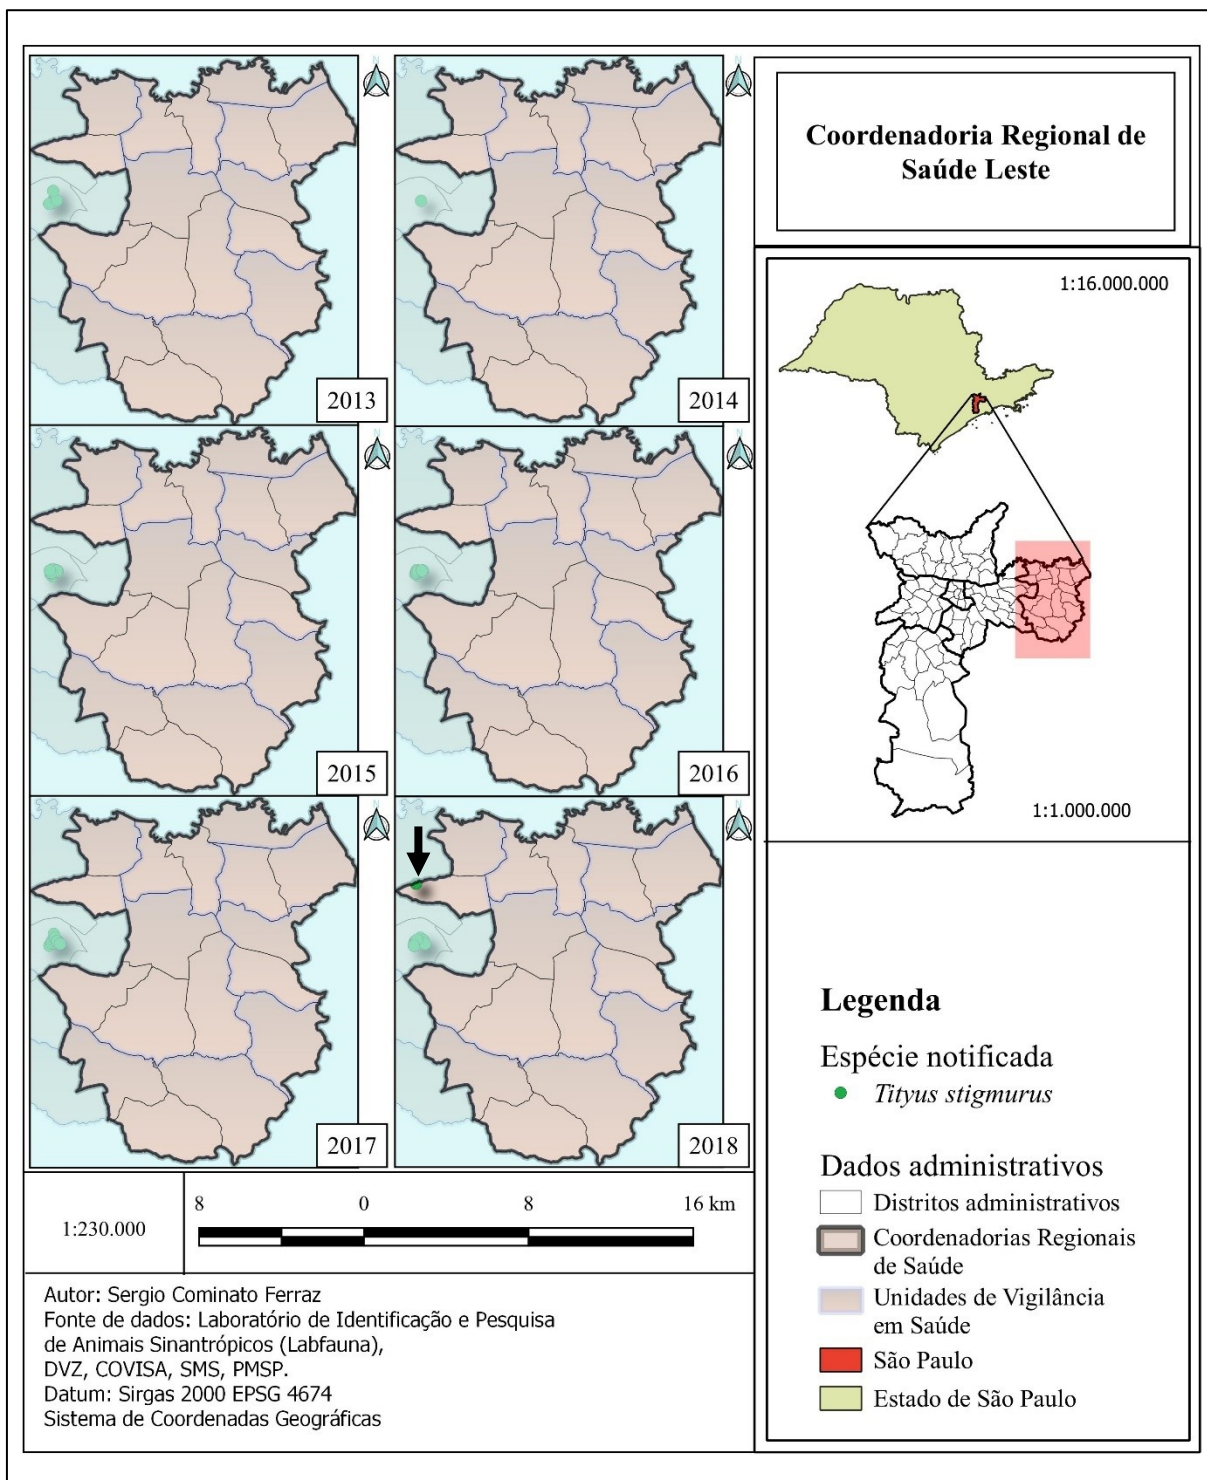 Coordenadoria Regional de
Saúde Leste
N
N
2013
2014
N
N
2015
2016
N
N
2017
2018
1:16.000.000
1:1.000.000
Legenda
Espécie notificada
Tityus stigmurus
Dados administrativos
Distritos administrativos
Coordenadorias Regionais
de Saúde
Unidades de Vigilância
em Saúde
São Paulo
Estado de São Paulo
1:230.000
8 0 8 16 km
Autor: Sergio Cominato Ferraz
Fonte de dados: Laboratório de Identificação e Pesquisa
de Animais Sinantrópicos (Labfauna),
DVZ, COVISA, SMS, PMSP.
Datum: Sirgas 2000 EPSG 4674
Sistema de Coordenadas Geográficas